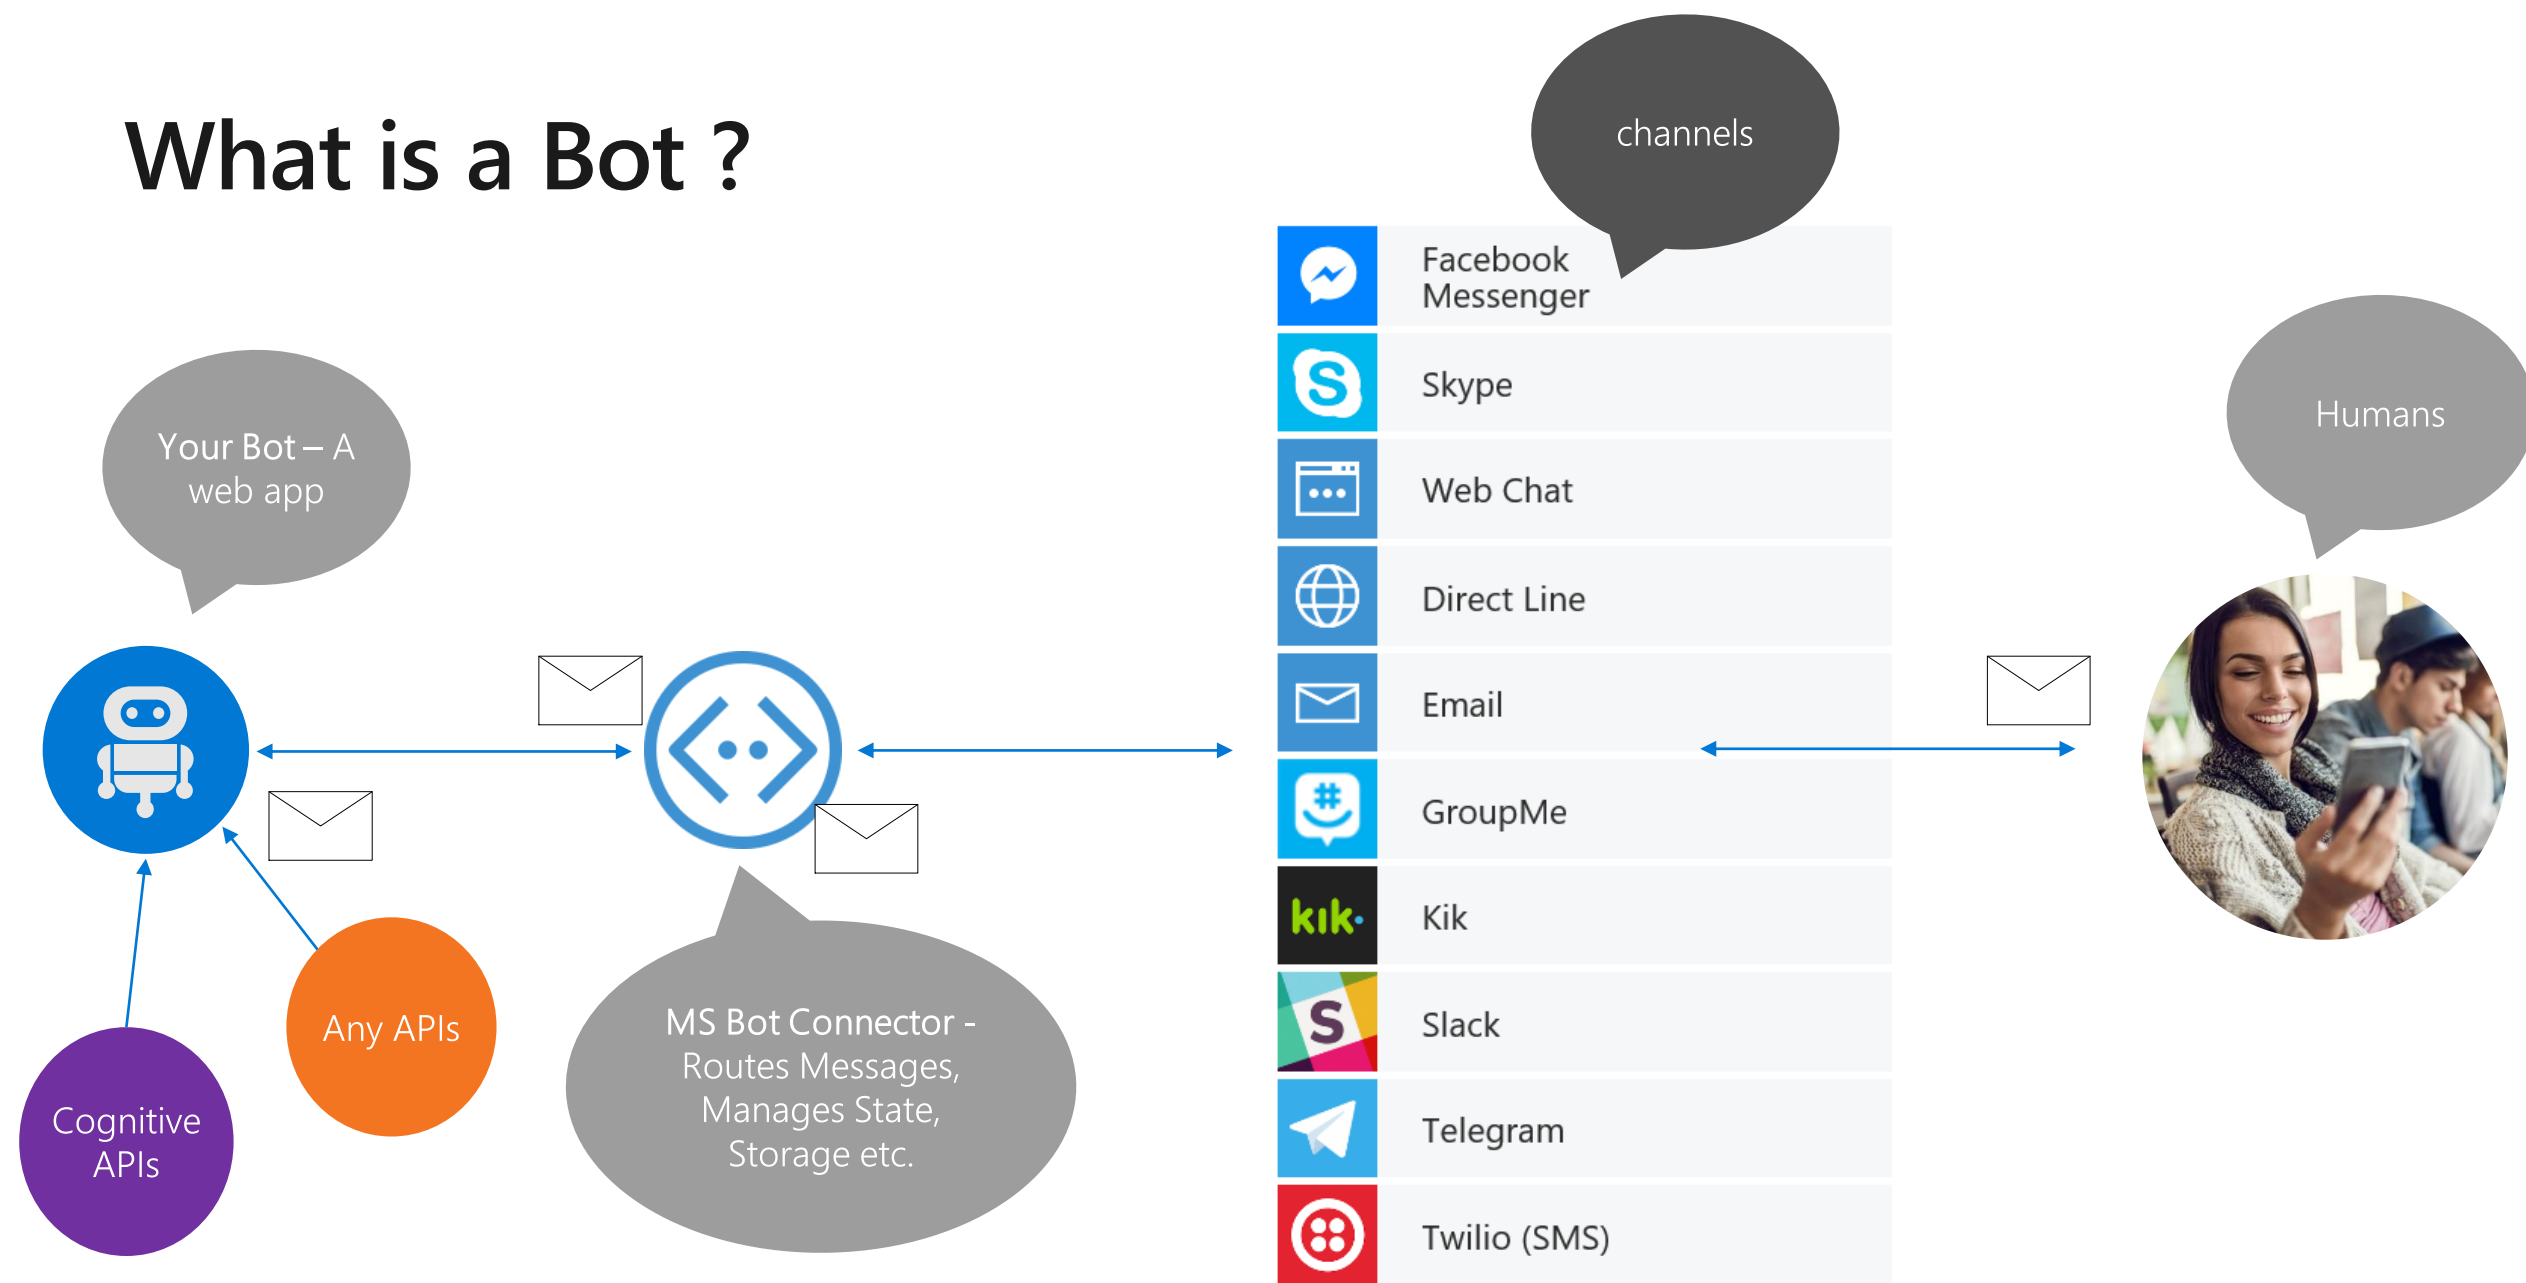 What is a Bot ?
channels
Facebook
Messenger
Skype
Web Chat
Direct Line
Email
GroupMe
kik
Kik
S
Slack
Telegram
Twilio (SMS)
Humans
Your Bot – A
web app
MS Bot Connector -
Routes Messages,
Manages State,
Storage etc.
Any APIs
Cognitive
APIs